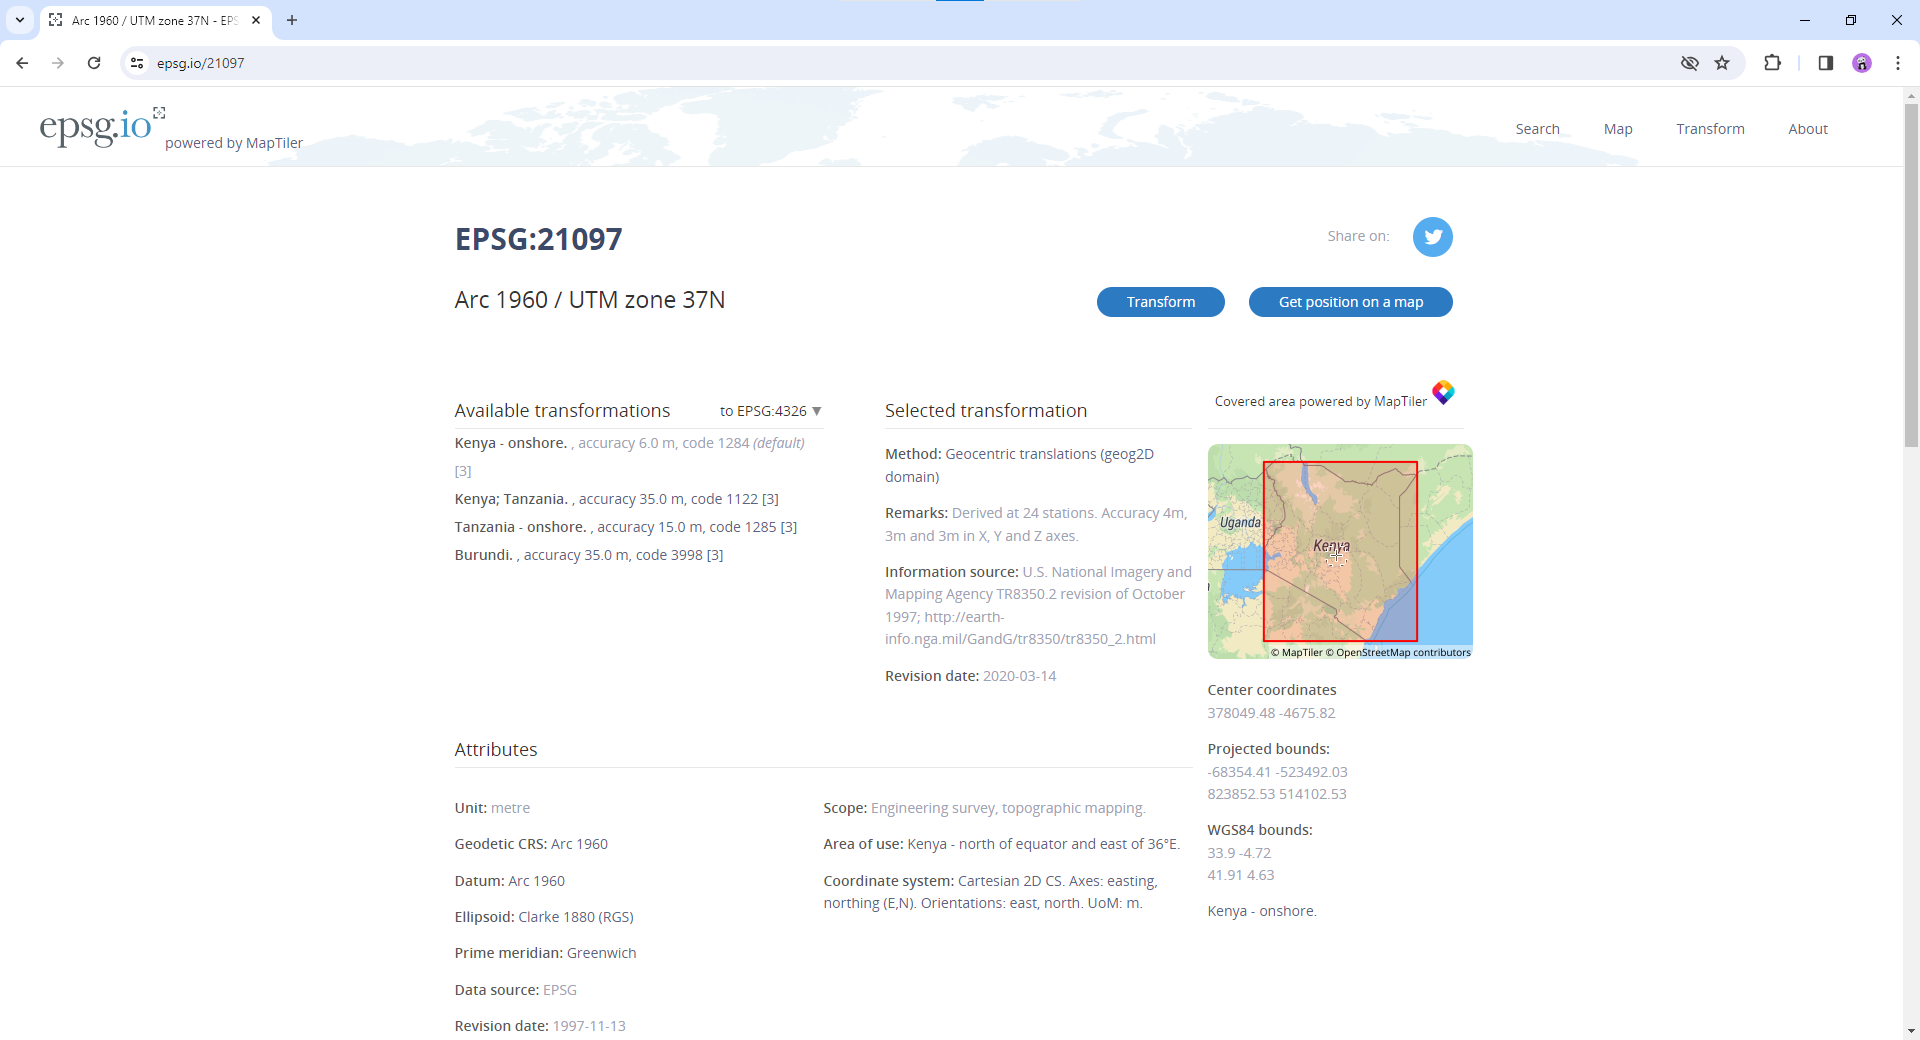 Arc 1960 / UTM zone 37N - EPS
epsg.io/21097
epsg.io
powered by MapTiler
Search
Map
Transform
About
EPSG:21097
Share on:
Arc 1960 / UTM zone 37N
Transform
Get position on a map
Available transformations
to EPSG:4326 ▼
Kenya - onshore. , accuracy 6.0 m, code 1284 (default)
[3]
Kenya; Tanzania. , accuracy 35.0 m, code 1122 [3]
Tanzania - onshore. , accuracy 15.0 m, code 1285 [3]
Burundi. , accuracy 35.0 m, code 3998 [3]
Selected transformation
Method: Geocentric translations (geog2D
domain)
Remarks: Derived at 24 stations. Accuracy 4m,
3m and 3m in X, Y and Z axes.
Information source: U.S. National Imagery and
Mapping Agency TR8350.2 revision of October
1997; http://earth-
info.nga.mil/GandG/tr8350/tr8350_2.html
Revision date: 2020-03-14
Covered area powered by MapTiler
Uganda
Kenya
© MapTiler © OpenStreetMap contributors
Center coordinates
378049.48 -4675.82
Projected bounds:
-68354.41 -523492.03
823852.53 514102.53
WGS84 bounds:
33.9 -4.72
41.91 4.63
Kenya - onshore.
Attributes
Unit: metre
Geodetic CRS: Arc 1960
Datum: Arc 1960
Ellipsoid: Clarke 1880 (RGS)
Prime meridian: Greenwich
Data source: EPSG
Revision date: 1997-11-13
Scope: Engineering survey, topographic mapping.
Area of use: Kenya - north of equator and east of 36°E.
Coordinate system: Cartesian 2D CS. Axes: easting,
northing (E,N). Orientations: east, north. UoM: m.